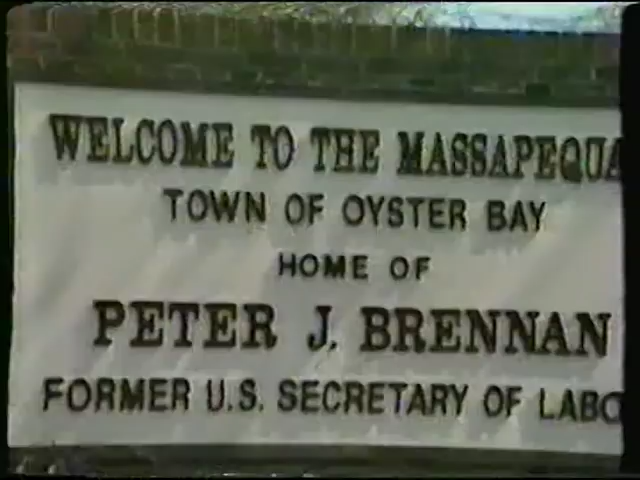 WELCOME TO THE MASSAPEQUA
TOWN OF OYSTER BAY
HOME OF
PETER J. BRENNAN
FORMER U.S. SECRETARY OF LABO